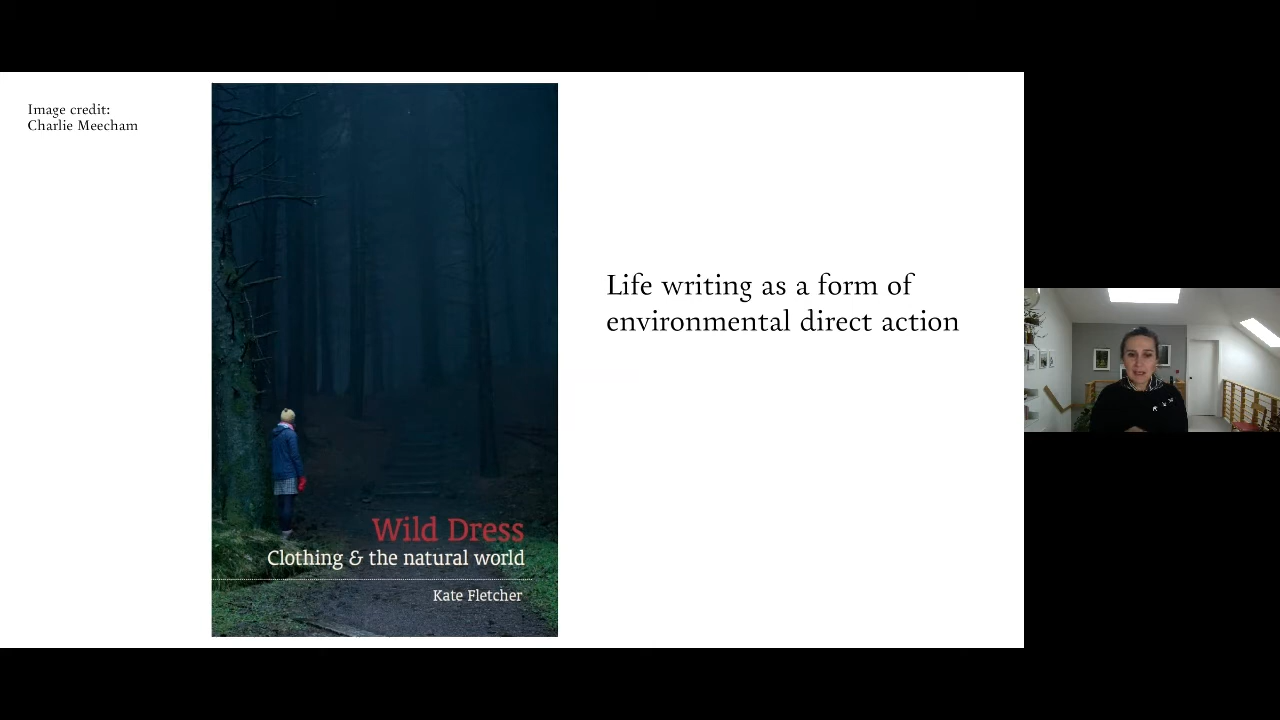 Image credit:
Charlie Meecham
Life writing as a form of
environmental direct action
Wild Dress
Clothing & the natural world
Kate Fletcher